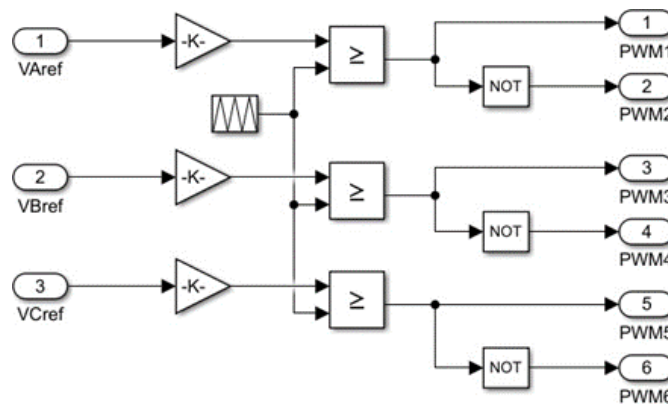 1
-K-
≥
1
VAref
PWM1
NOT
2
PWM2
2
-K-
≥
3
VBref
PWM3
NOT
4
PWM4
3
-K-
≥
5
VCref
PWM5
NOT
6
PWM6